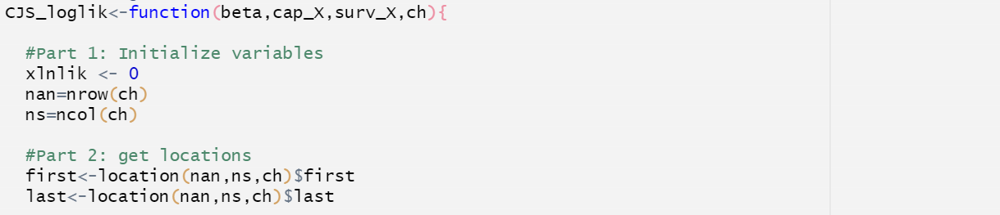 CJS_loglik<-function(beta,cap_X,surv_X,ch){
#Part 1: Initialize variables
xlnlik <- 0
nan=nrow(ch)
ns=ncol(ch)
#Part 2: get locations
first<-location(nan,ns,ch)$first
last<-location(nan,ns,ch)$last